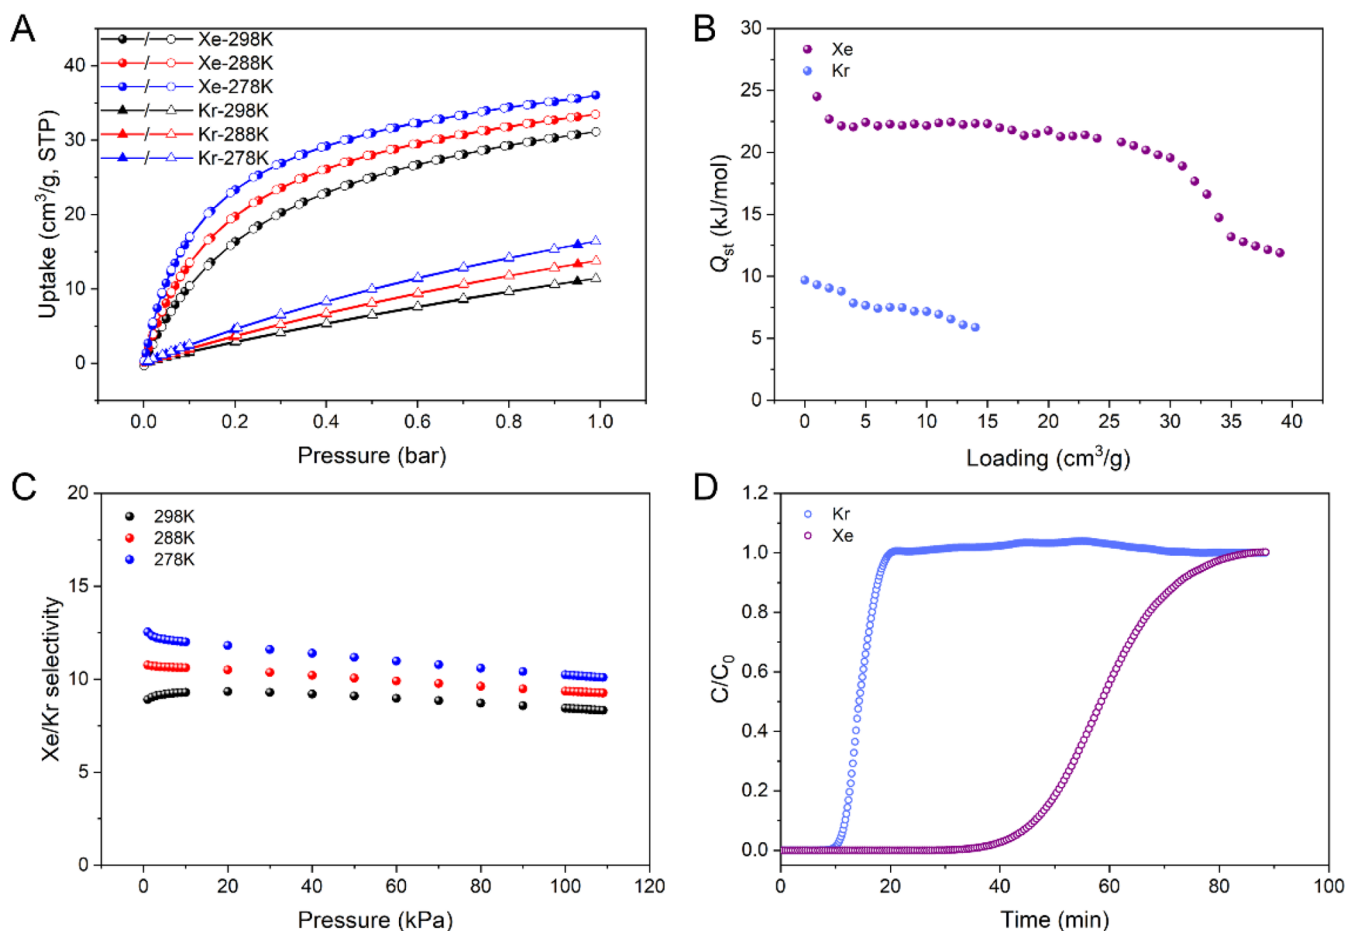 A
Xe-298K
Xe-288K
Xe-278K
Kr-298K
Kr-288K
Kr-278K
40
30
20
10
0
Uptake (cm³/g, STP)
0.0 0.2 0.4 0.6 0.8 1.0
Pressure (bar)
B
Xe
Kr
30
25
20
15
10
5
0
Qst (kJ/mol)
0 5 10 15 20 25 30 35 40
Loading (cm³/g)
C
298K
288K
278K
20
15
10
5
0
Xe/Kr selectivity
0 20 40 60 80 100 120
Pressure (kPa)
D
Kr
Xe
1.2
1.0
0.8
0.6
0.4
0.2
0.0
C/C₀
0 20 40 60 80 100
Time (min)